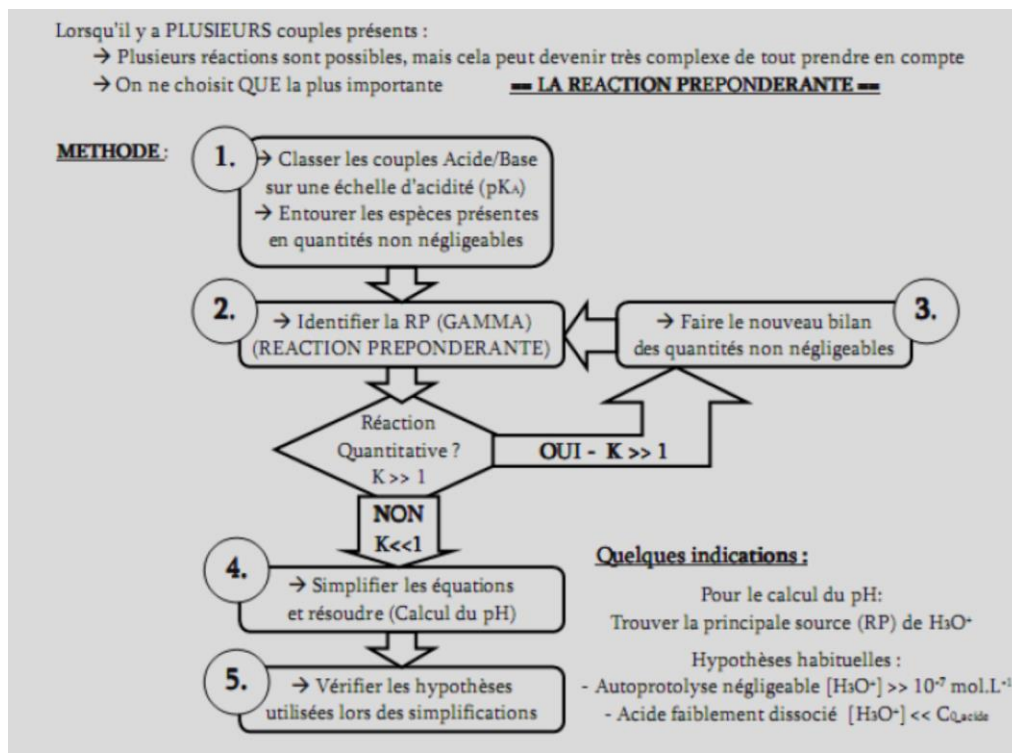 Lorsqu'il y a PLUSIEURS couples présents :
→ Plusieurs réactions sont possibles, mais cela peut devenir très complexe de tout prendre en compte
→ On ne choisit QUE la plus importante == LA REACTION PREPONDERANTE ==
METHODE :
1.
→ Classer les couples Acide/Base
sur une échelle d'acidité (pKA)
→ Entourer les espèces présentes
en quantités non négligeables
2.
→ Identifier la RP (GAMMA)
(REACTION PREPONDERANTE)
3.
→ Faire le nouveau bilan
des quantités non négligeables
Réaction
Quantitative ?
K >> 1
OUI - K >> 1
NON
K<<1
4.
→ Simplifier les équations
et résoudre (Calcul du pH)
5.
→ Vérifier les hypothèses
utilisées lors des simplifications
Quelques indications :
Pour le calcul du pH:
Trouver la principale source (RP) de H3O⁺
Hypothèses habituelles :
- Autoprotolyse négligeable [H3O⁺] >> 10⁻⁷ mol.L⁻¹
- Acide faiblement dissocié [H3O⁺] << C0,acide